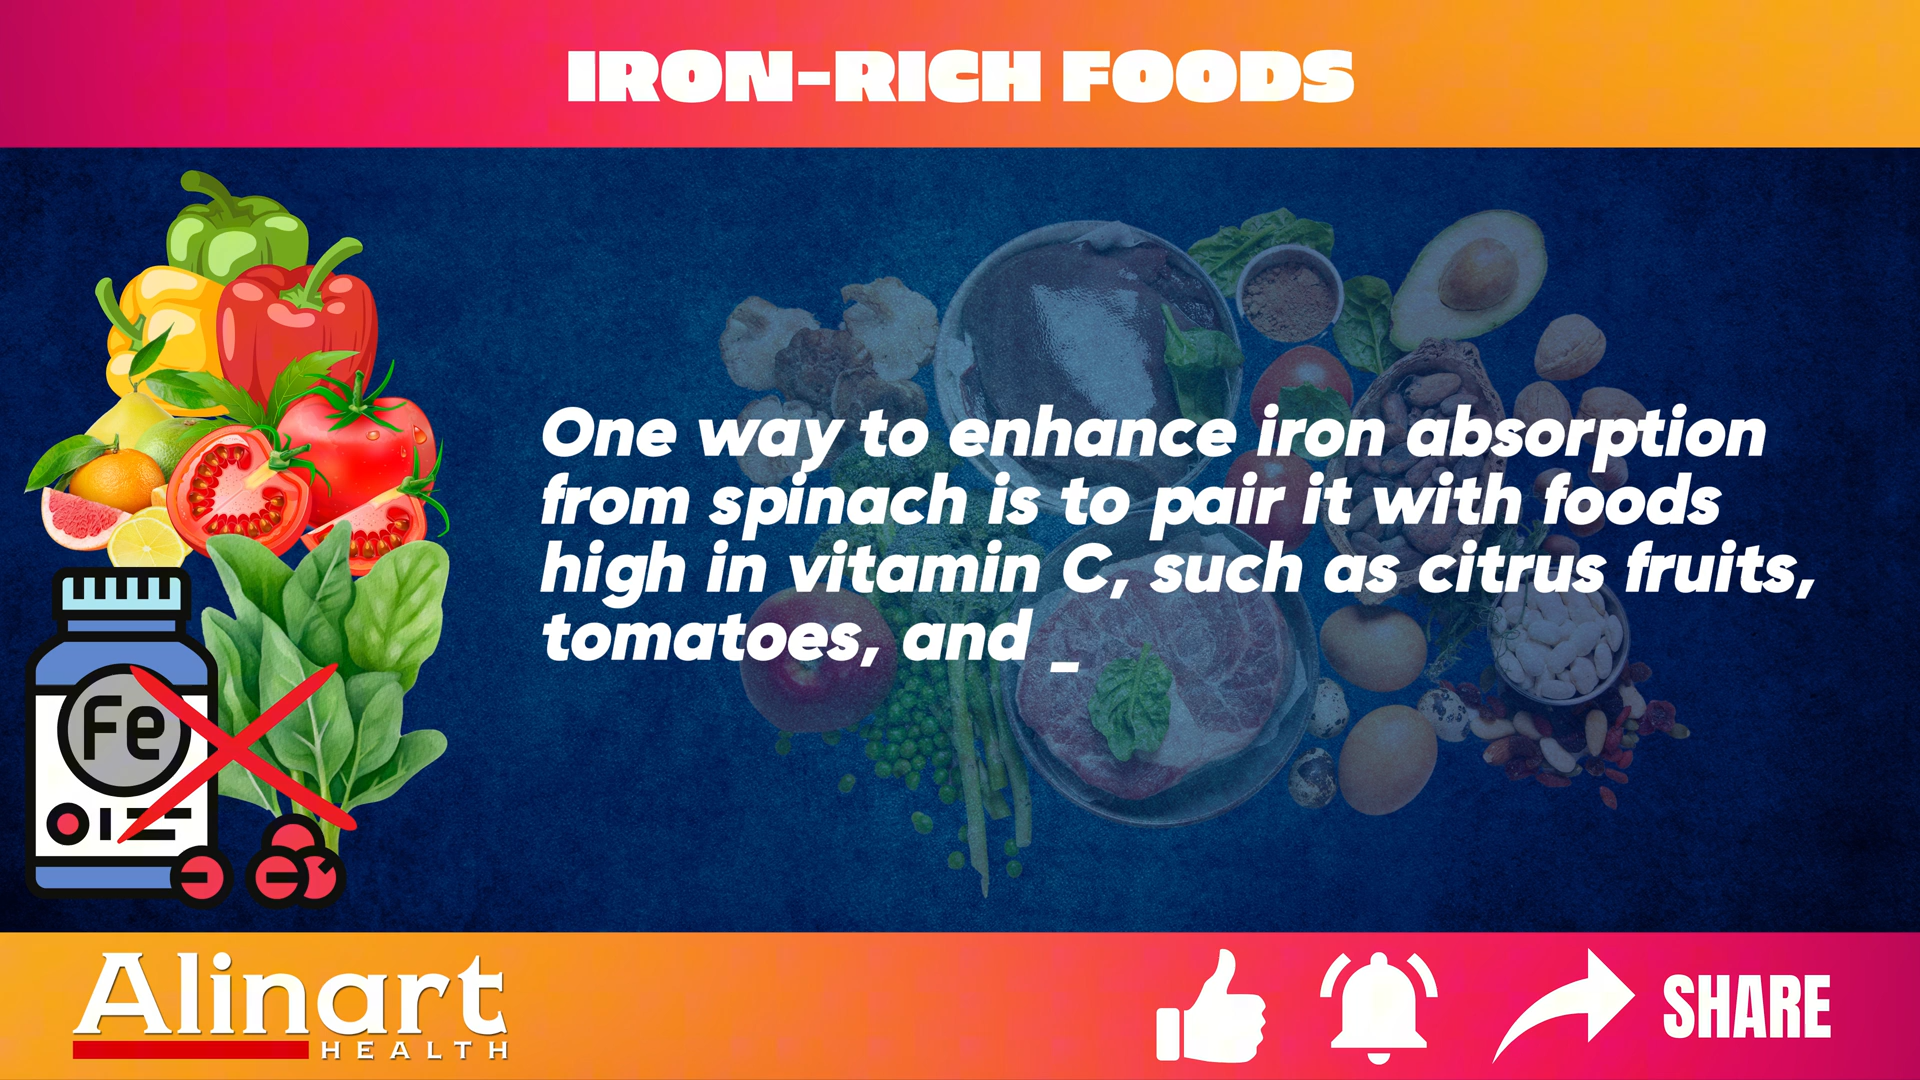 IRON-RICH FOODS
One way to enhance iron absorption
from spinach is to pair it with foods
high in vitamin C, such as citrus fruits,
tomatoes, and _
Fe
Alinart
HEALTH
SHARE